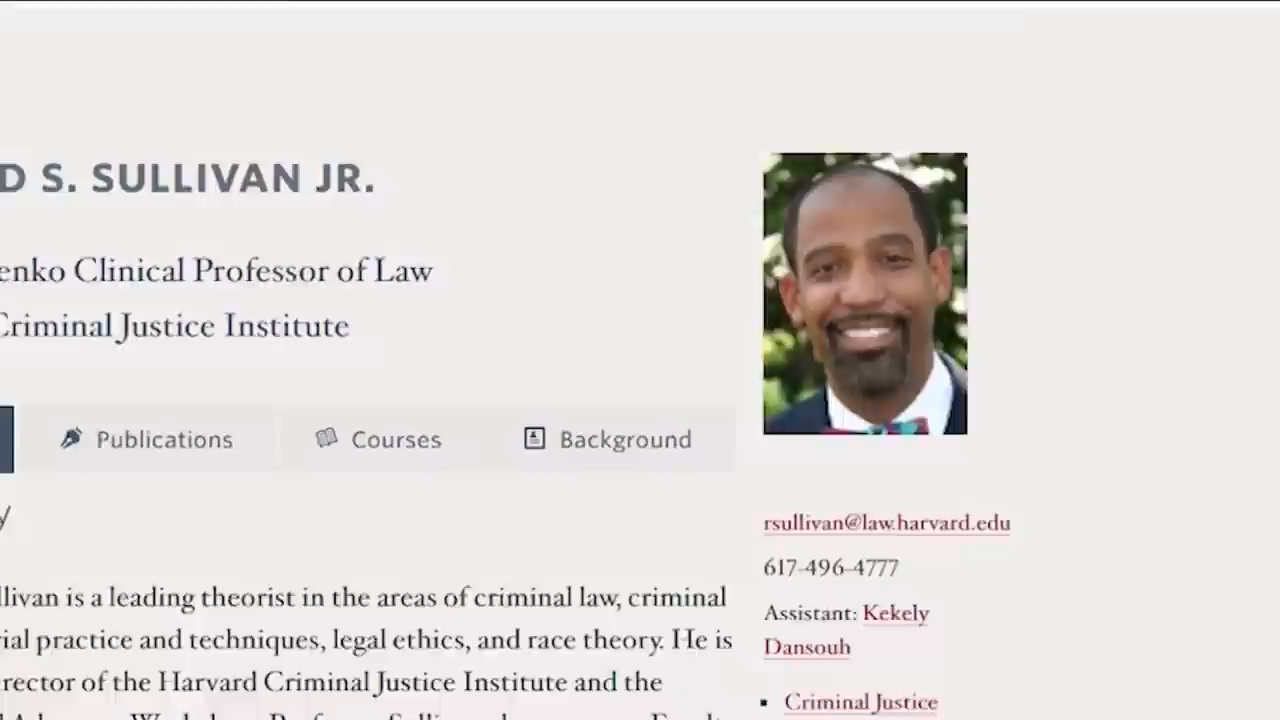 D S. SULLIVAN JR.
enko Clinical Professor of Law
Criminal Justice Institute
Publications
Courses
Background
y
llivan is a leading theorist in the areas of criminal law, criminal
ial practice and techniques, legal ethics, and race theory. He is
rector of the Harvard Criminal Justice Institute and the
rsullivan@law.harvard.edu
617-496-4777
Assistant: Kekely
Dansouh
Criminal Justice